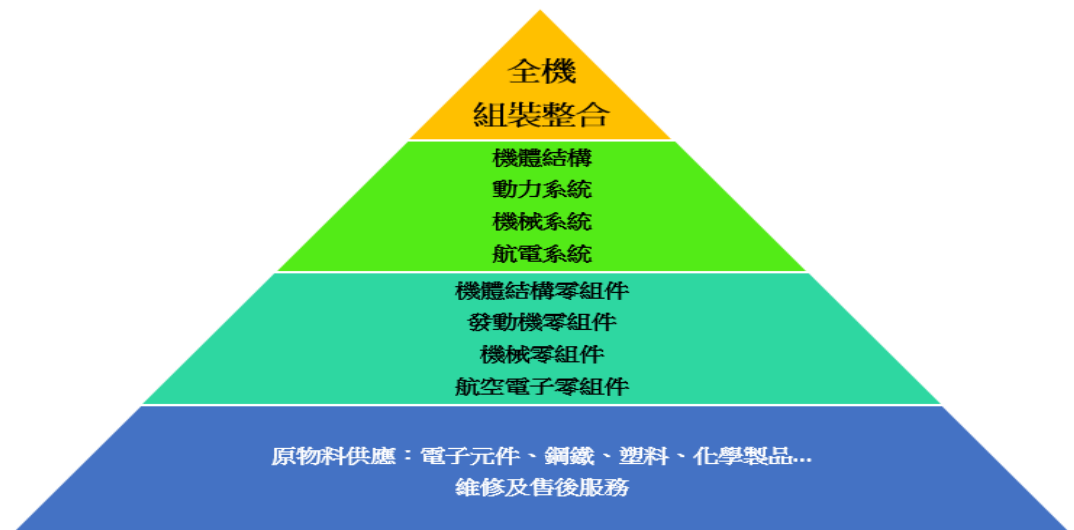 全機
組裝整合
機體結構
動力系統
機械系統
航電系統
機體結構零組件
發動機零組件
機械零組件
航空電子零組件
原物料供應：電子元件、鋼鐵、塑料、化學製品...
維修及售後服務